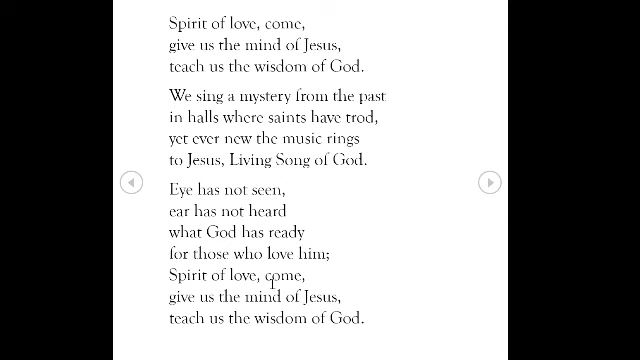 Spirit of love, come,
give us the mind of Jesus,
teach us the wisdom of God.
We sing a mystery from the past
in halls where saints have trod,
yet ever new the music rings
to Jesus, Living Song of God.
Eye has not seen,
ear has not heard
what God has ready
for those who love him;
Spirit of love, come,
give us the mind of Jesus,
teach us the wisdom of God.